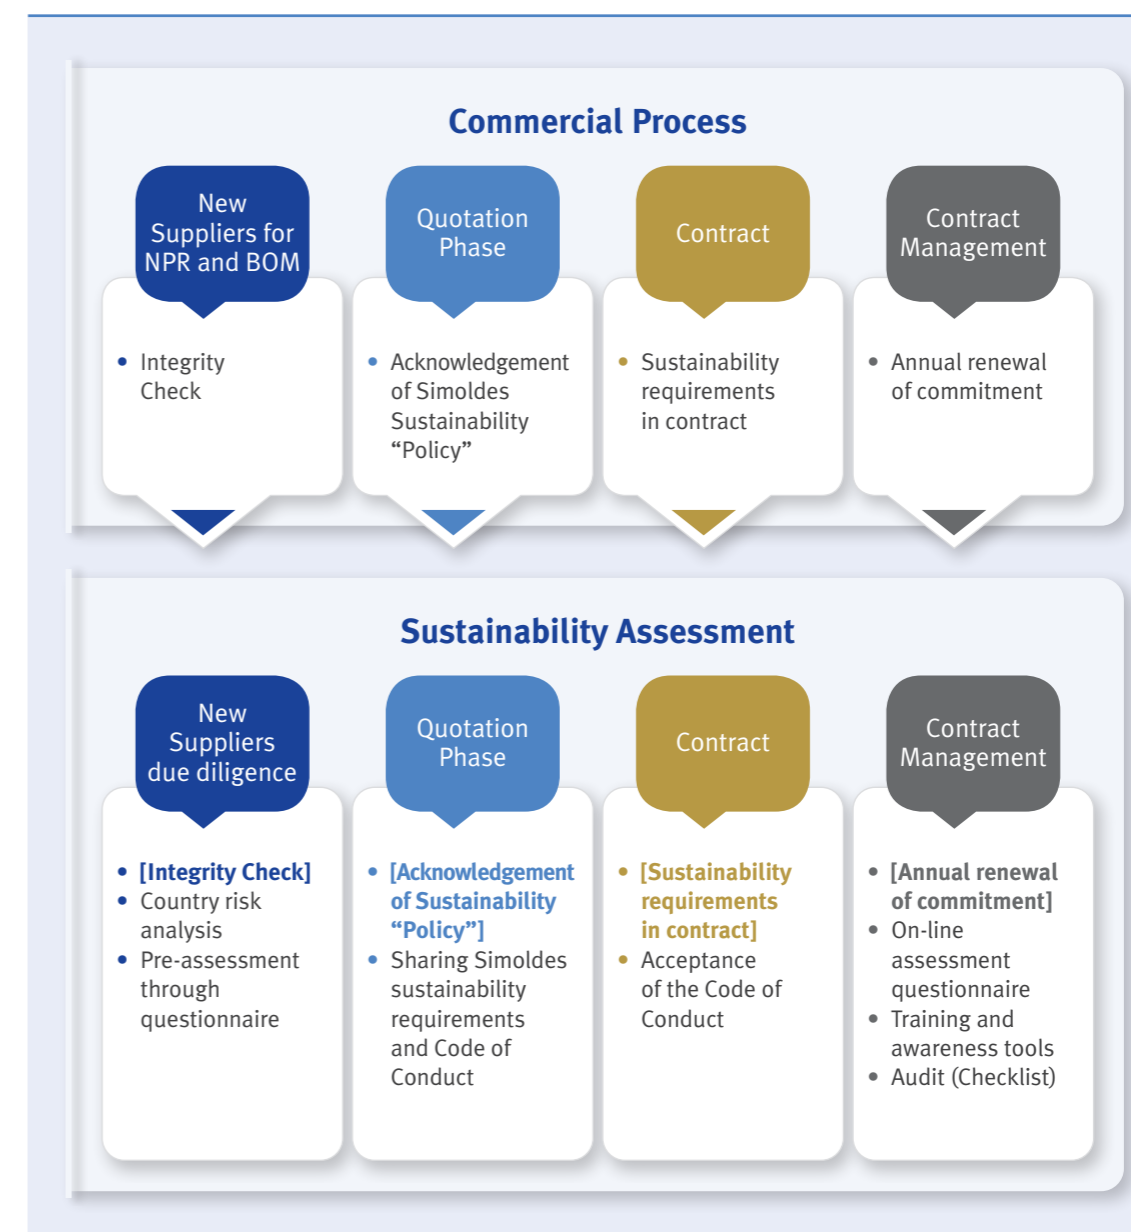 Commercial Process
New
Suppliers for
NPR and BOM
• Integrity
Check
Quotation
Phase
• Acknowledgement
of Simoldes
Sustainability
“Policy”
Contract
• Sustainability
requirements
in contract
Contract
Management
• Annual renewal
of commitment
Sustainability Assessment
New
Suppliers
due diligence
• [Integrity Check]
• Country risk
analysis
• Pre-assessment
through
questionnaire
Quotation
Phase
• [Acknowledgement
of Sustainability
“Policy”]
• Sharing Simoldes
sustainability
requirements
and Code of
Conduct
Contract
• [Sustainability
requirements
in contract]
• Acceptance
of the Code of
Conduct
Contract
Management
• [Annual renewal
of commitment]
• On-line
assessment
questionnaire
• Training and
awareness tools
• Audit (Checklist)